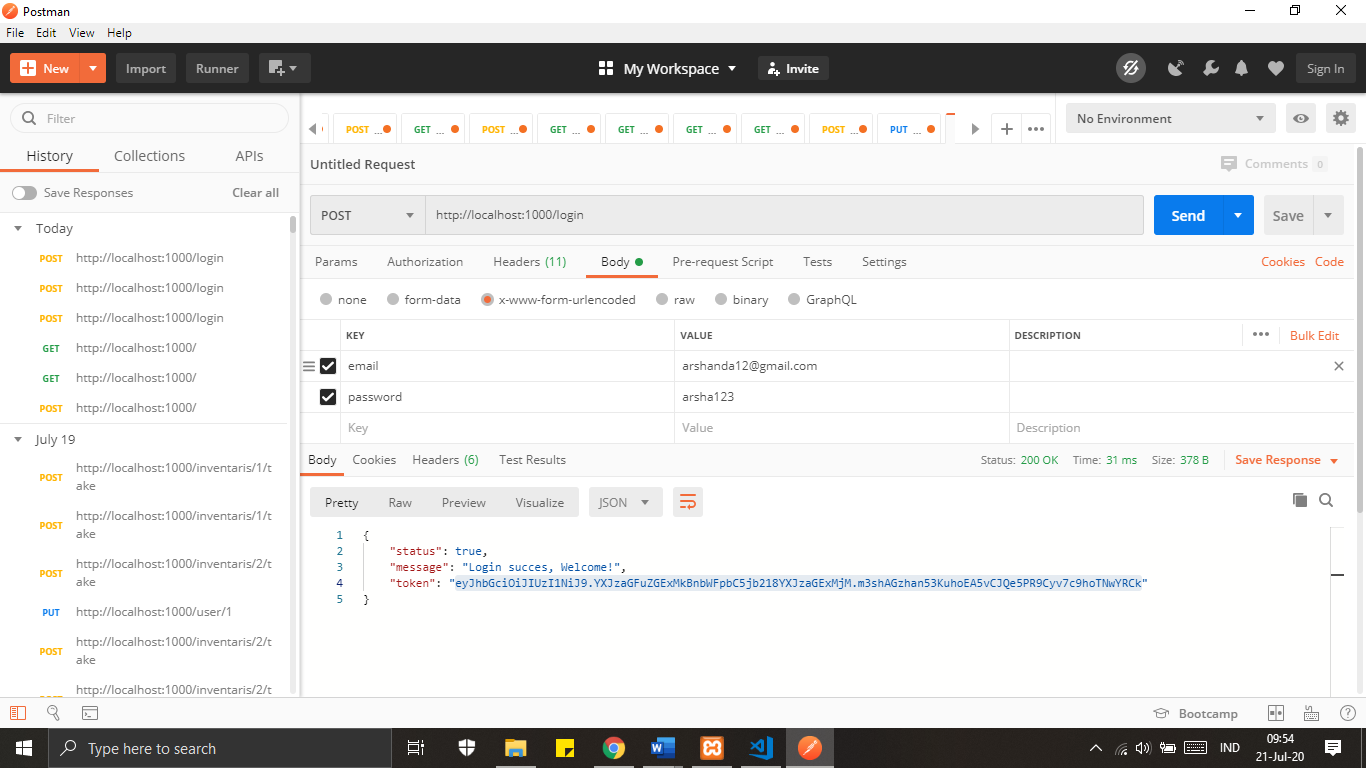 Postman
File Edit View Help
New Import Runner My Workspace Invite Sign In
Filter
History Collections APIs
Save Responses Clear all
Today
POST http://localhost:1000/login
POST http://localhost:1000/login
POST http://localhost:1000/login
GET http://localhost:1000/
GET http://localhost:1000/
POST http://localhost:1000/
July 19
POST http://localhost:1000/inventaris/1/t
ake
POST http://localhost:1000/inventaris/1/t
ake
POST http://localhost:1000/inventaris/2/t
ake
PUT http://localhost:1000/user/1
POST http://localhost:1000/inventaris/2/t
ake
http://localhost:1000/inventaris/2/t
POST ... GET ... POST ... GET ... GET ... GET ... GET ... POST ... PUT ... + ••• No Environment
Untitled Request Comments 0
POST http://localhost:1000/login Send Save
Params Authorization Headers (11) Body Pre-request Script Tests Settings Cookies Code
none form-data x-www-form-urlencoded raw binary GraphQL
KEY VALUE DESCRIPTION ••• Bulk Edit
email arshanda12@gmail.com
password arsha123
Key Value Description
Body Cookies Headers (6) Test Results Status: 200 OK Time: 31 ms Size: 378 B Save Response
Pretty Raw Preview Visualize JSON
1 {
2 "status": true,
3 "message": "Login succes, Welcome!",
4 "token": "eyJhbGciOiJIUzI1NiJ9.YXJzaGFuZGExMkBnbWFpbC5jb218YXJzaGExMjM.m3shAGzhan53KuhoEA5vCJQe5PR9Cyv7c9hoTNwYRCk"
5 }
Bootcamp
Type here to search IND 09:54
21-Jul-20